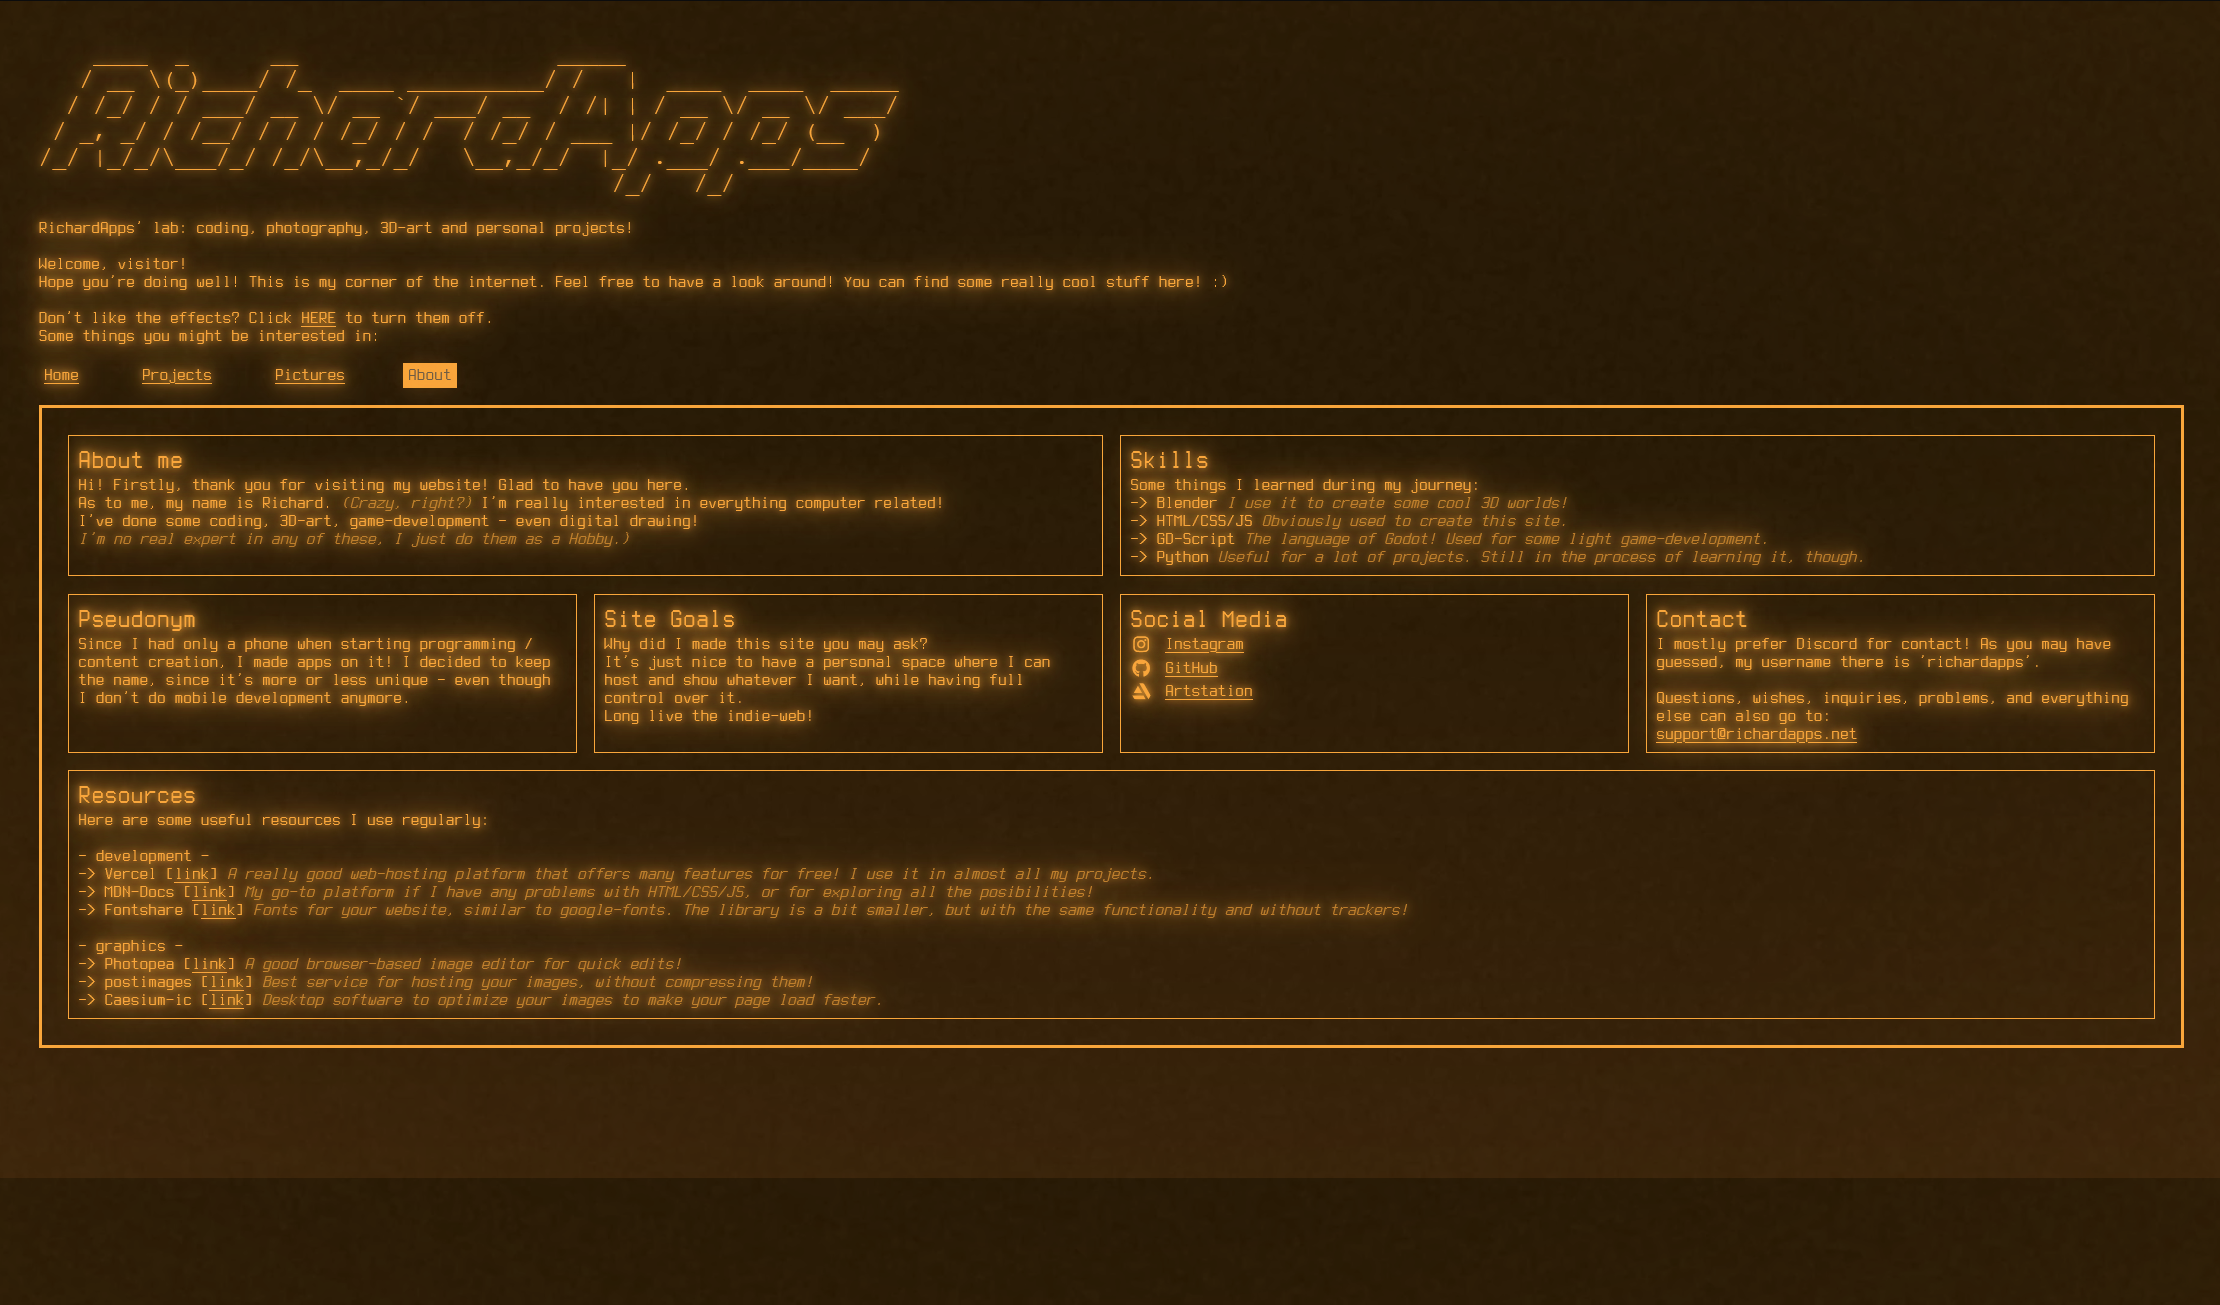 RichardApps
RichardApps' lab: coding, photography, 3D-art and personal projects!
Welcome, visitor!
Hope you're doing well! This is my corner of the internet. Feel free to have a look around! You can find some really cool stuff here! :)
Don't like the effects? Click HERE to turn them off.
Some things you might be interested in:
Home Projects Pictures About
About me
Hi! Firstly, thank you for visiting my website! Glad to have you here.
As to me, my name is Richard. (Crazy, right?) I'm really interested in everything computer related!
I've done some coding, 3D-art, game-development - even digital drawing!
I'm no real expert in any of these, I just do them as a Hobby.)
Skills
Some things I learned during my journey:
-> Blender I use it to create some cool 3D worlds!
-> HTML/CSS/JS Obviously used to create this site.
-> GD-Script The language of Godot! Used for some light game-development.
-> Python Useful for a lot of projects. Still in the process of learning it, though.
Pseudonym
Since I had only a phone when starting programming /
content creation, I made apps on it! I decided to keep
the name, since it's more or less unique - even though
I don't do mobile development anymore.
Site Goals
Why did I made this site you may ask?
It's just nice to have a personal space where I can
host and show whatever I want, while having full
control over it.
Long live the indie-web!
Social Media
Instagram
GitHub
Artstation
Contact
I mostly prefer Discord for contact! As you may have
guessed, my username there is 'richardapps'.
Questions, wishes, inquiries, problems, and everything
else can also go to:
support@richardapps.net
Resources
Here are some useful resources I use regularly:
- development -
-> Vercel [link] A really good web-hosting platform that offers many features for free! I use it in almost all my projects.
-> MDN-Docs [link] My go-to platform if I have any problems with HTML/CSS/JS, or for exploring all the posibilities!
-> Fontshare [link] Fonts for your website, similar to google-fonts. The library is a bit smaller, but with the same functionality and without trackers!
- graphics -
-> Photopea [link] A good browser-based image editor for quick edits!
-> postimages [link] Best service for hosting your images, without compressing them!
-> Caesium-ic [link] Desktop software to optimize your images to make your page load faster.